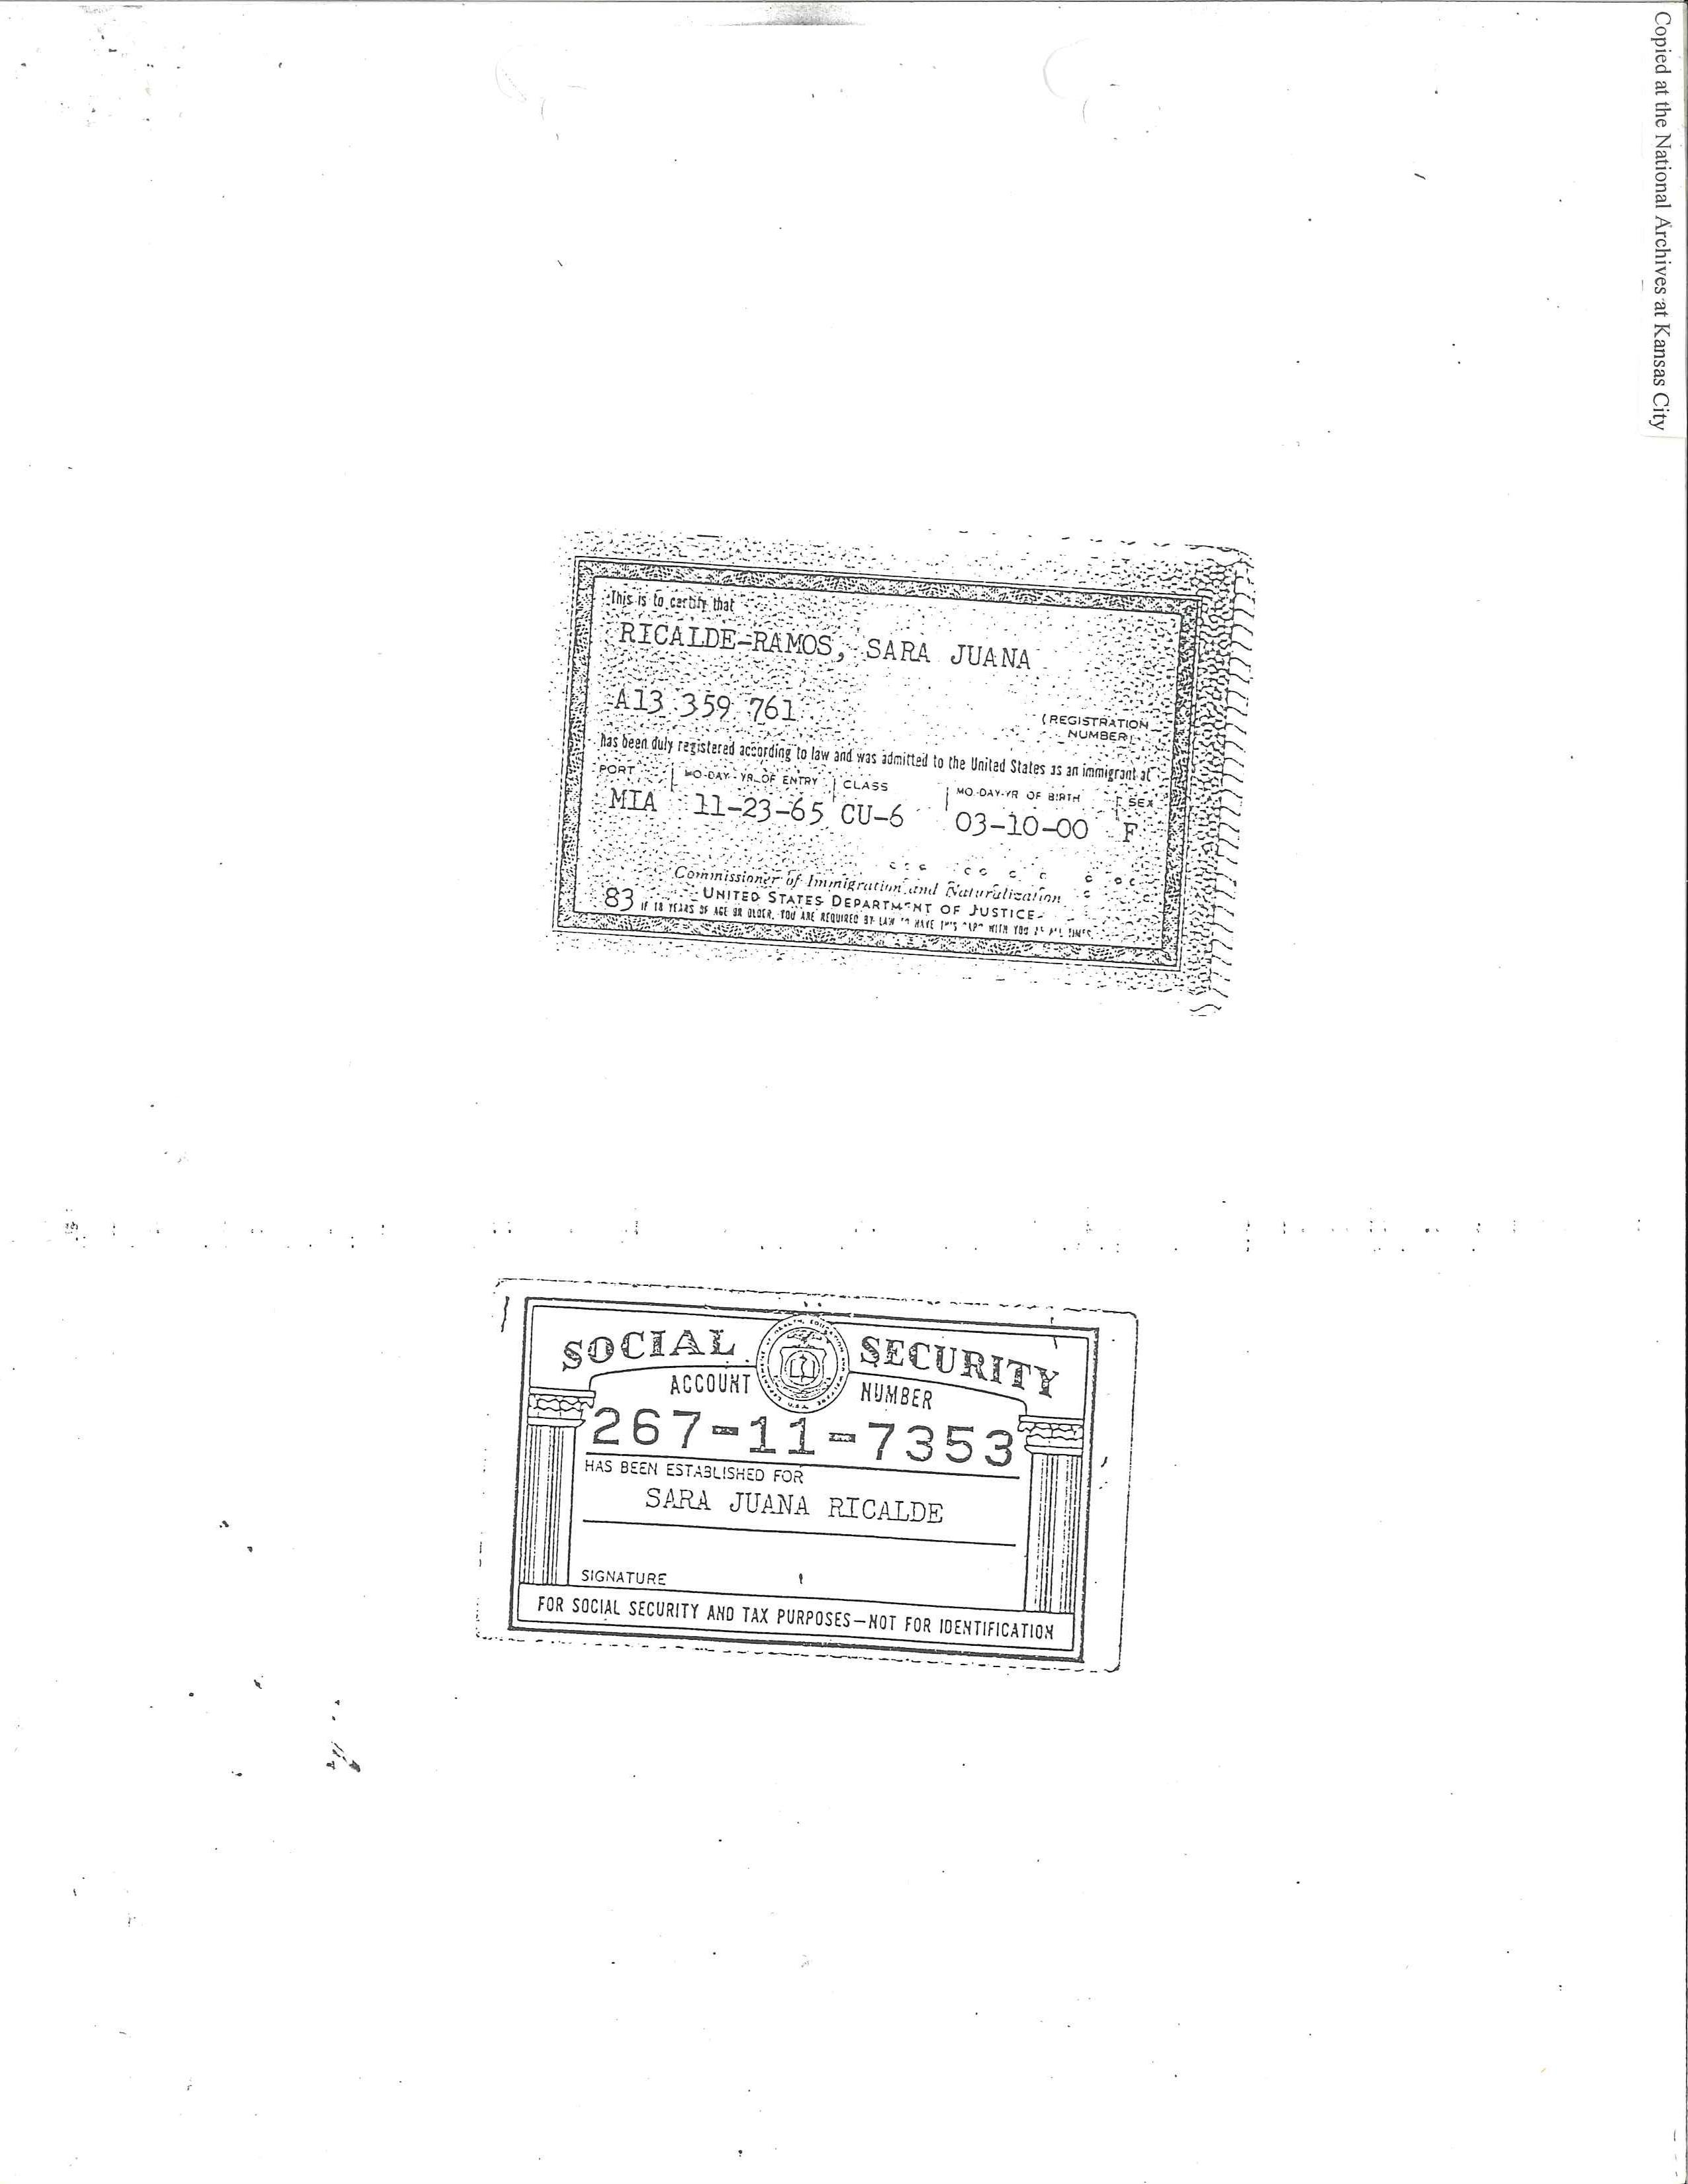 Copied at the National Archives at Kansas City
This is to certify that
RICALDE-RAMOS, SARA JUANA
A13 359 761
(REGISTRATION
NUMBER)
has been duly registered according to law and was admitted to the United States as an immigrant at
PORT MO-DAY-YR OF ENTRY CLASS MO-DAY-YR OF BIRTH SEX
MIA 11-23-65 CU-6 03-10-00 F
Commissioner of Immigration and Naturalization
UNITED STATES DEPARTMENT OF JUSTICE
83 IF 18 YEARS OF AGE OR OLDER, YOU ARE REQUIRED BY LAW TO HAVE THIS CARD WITH YOU AT ALL TIMES
SOCIAL SECURITY
ACCOUNT NUMBER
267-11-7353
HAS BEEN ESTABLISHED FOR
SARA JUANA RICALDE
SIGNATURE
FOR SOCIAL SECURITY AND TAX PURPOSES—NOT FOR IDENTIFICATION